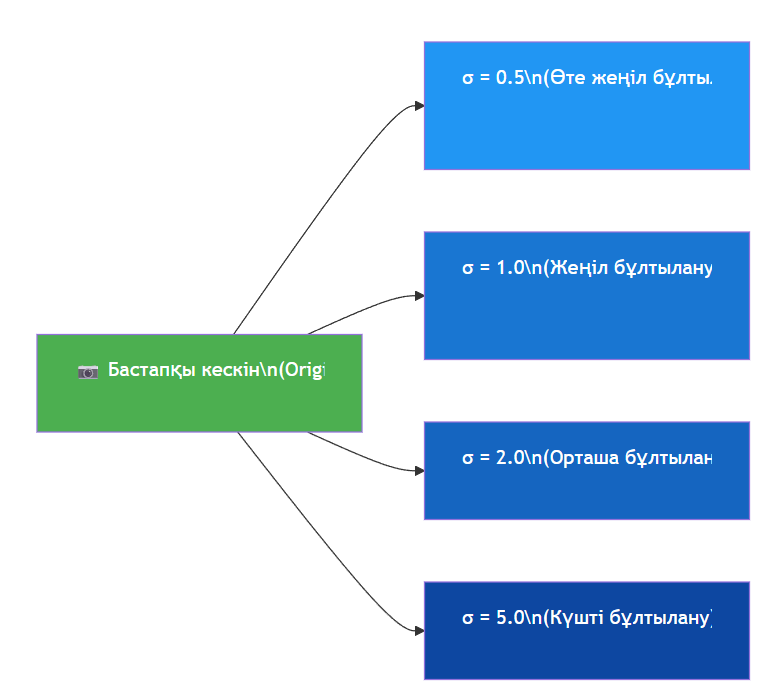 📷 Бастапқы кескін\n(Origi
σ = 0.5\n(Өте жеңіл бұлты
σ = 1.0\n(Жеңіл бұлтылану
σ = 2.0\n(Орташа бұлтылан
σ = 5.0\n(Күшті бұлтылану)